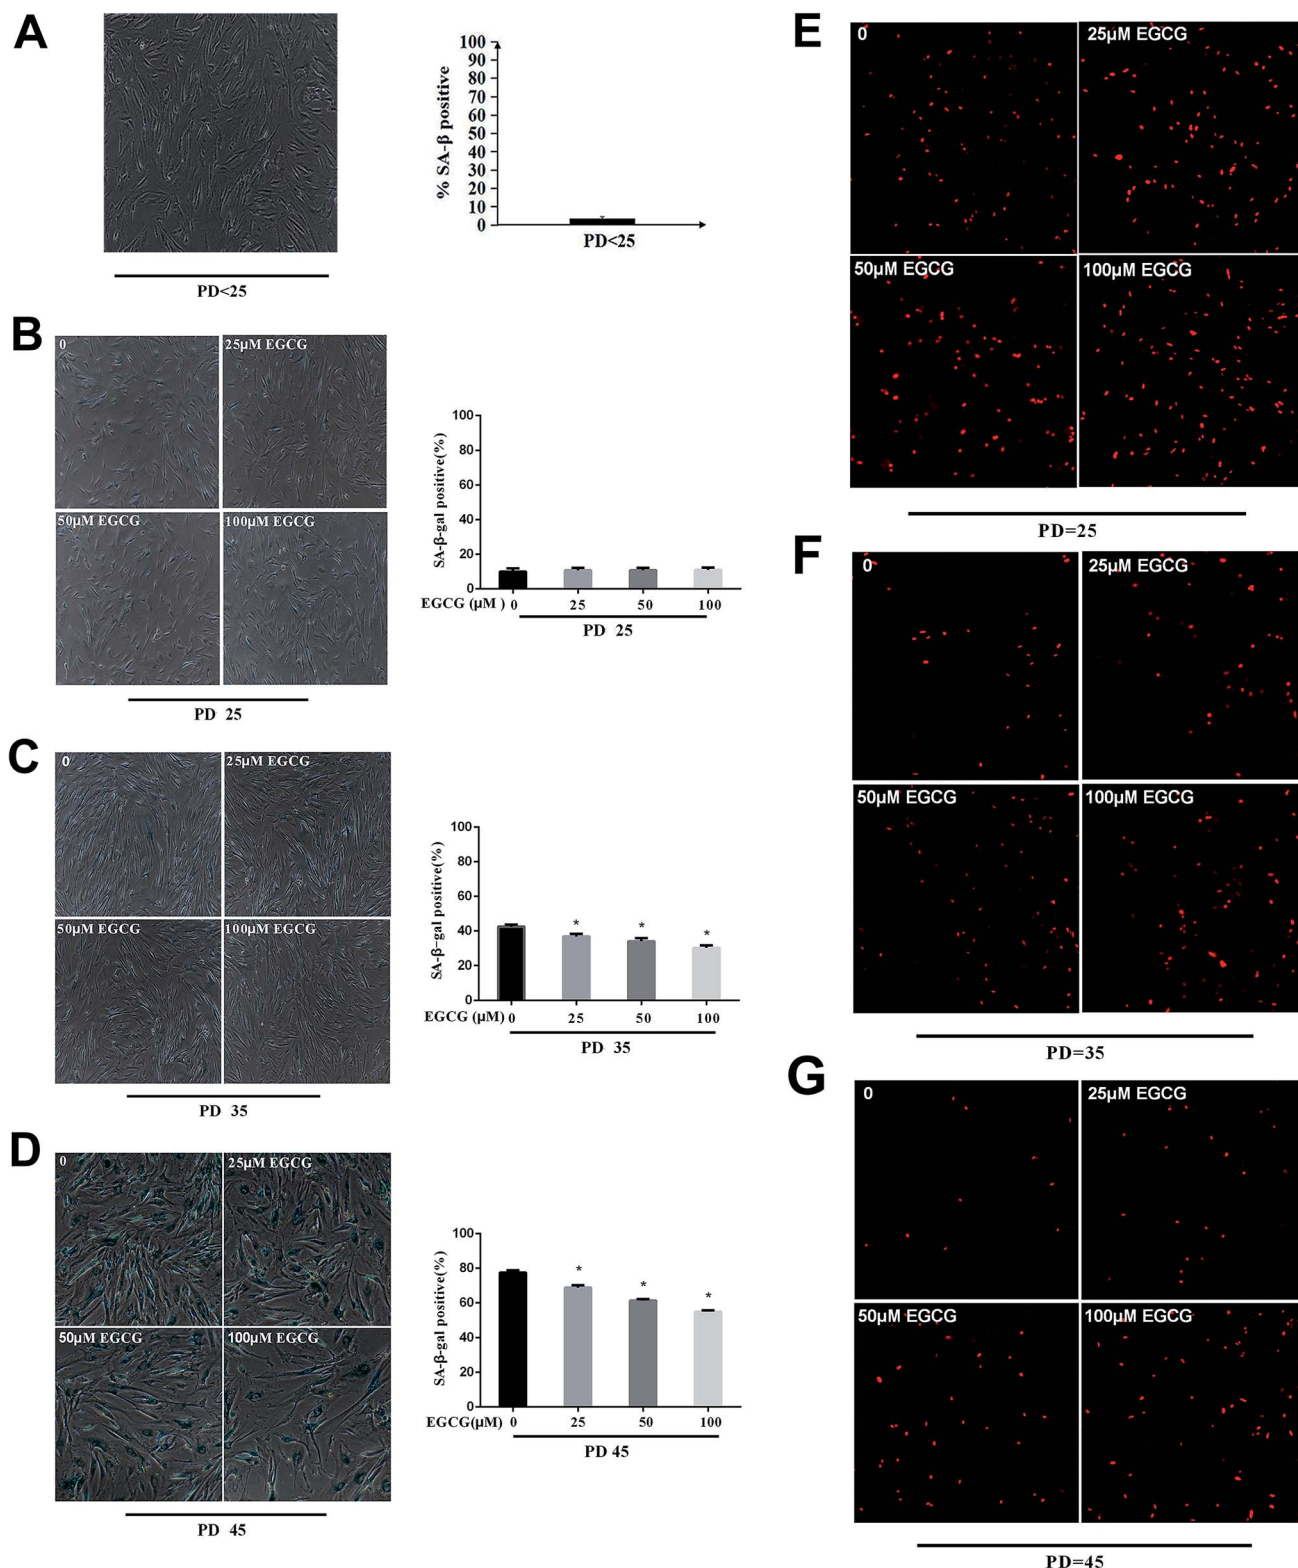 A
PD<25
% SA-β positive
100
90
80
70
60
50
40
30
20
10
0
PD<25
B
0
25μM EGCG
50μM EGCG
100μM EGCG
PD 25
SA-β-gal positive(%)
100
80
60
40
20
0
EGCG (μM ) 0 25 50 100
PD 25
C
0
25μM EGCG
50μM EGCG
100μM EGCG
PD 35
SA-β-gal positive(%)
100
80
60
40
20
0
* * *
EGCG (μM) 0 25 50 100
PD 35
D
0
25μM EGCG
50μM EGCG
100μM EGCG
PD 45
SA-β-gal positive(%)
100
80
60
40
20
0
* * *
EGCG(μM) 0 25 50 100
PD 45
E
0
25μM EGCG
50μM EGCG
100μM EGCG
PD=25
F
0
25μM EGCG
50μM EGCG
100μM EGCG
PD=35
G
0
25μM EGCG
50μM EGCG
100μM EGCG
PD=45